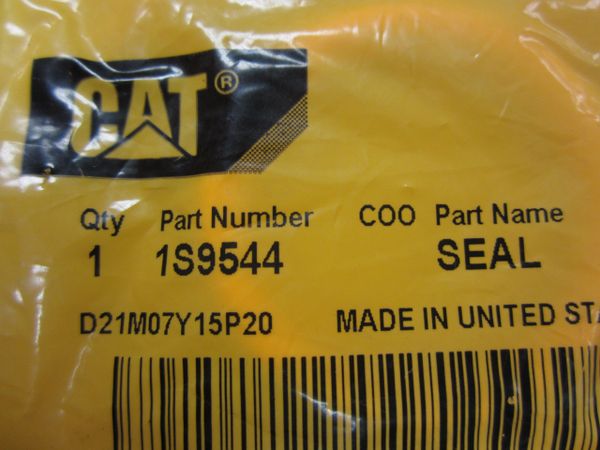 CAT®
Qty Part Number COO Part Name
1 1S9544 SEAL
D21M07Y15P20 MADE IN UNITED STA